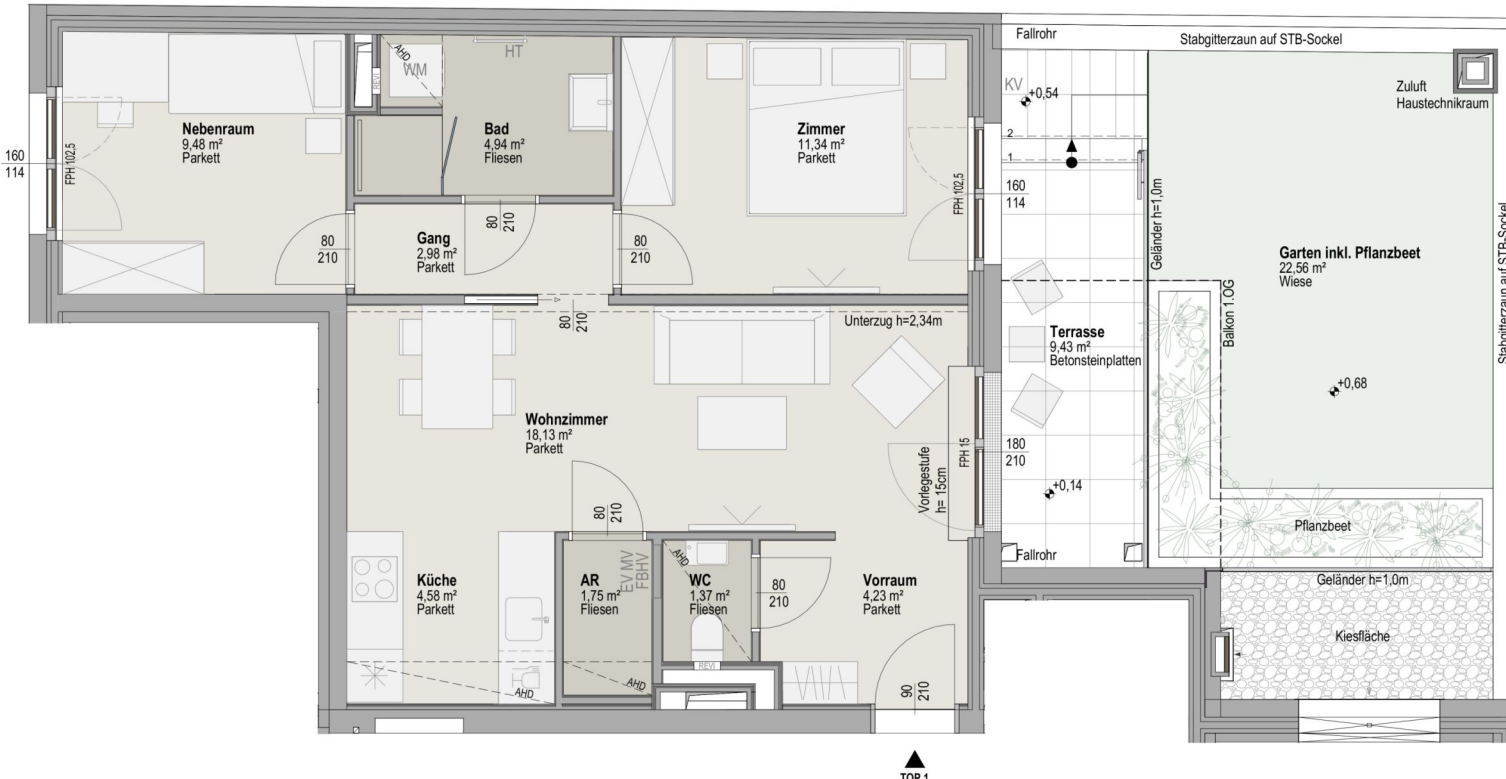 Fallrohr
Stabgitterzaun auf STB-Sockel
AHD
WM
REVI
HT
KV
+0,54
Zuluft
Haustechnikraum
Nebenraum
9,48 m²
Parkett
Bad
4,94 m²
Fliesen
Zimmer
11,34 m²
Parkett
160
114
FPH 102,5
FPH 102,5
2
1
160
114
Geländer h=1,0m
Stabgitterzaun auf STB-Sockel
80
210
Gang
2,98 m²
Parkett
80
210
80
210
Garten inkl. Pflanzbeet
22,56 m²
Wiese
80
210
Unterzug h=2,34m
Terrasse
9,43 m²
Betonsteinplatten
Balkon 1.OG
+0,68
Wohnzimmer
18,13 m²
Parkett
Vorlegestufe
h= 15cm
FPH 15
180
210
+0,14
80
210
Pflanzbeet
Fallrohr
Küche
4,58 m²
Parkett
AR
1,75 m²
Fliesen
EV MV
FBHV
AHD
WC
1,37 m²
Fliesen
80
210
Vorraum
4,23 m²
Parkett
Geländer h=1,0m
Kiesfläche
REVI
AHD
AHD
90
210
TOP 1